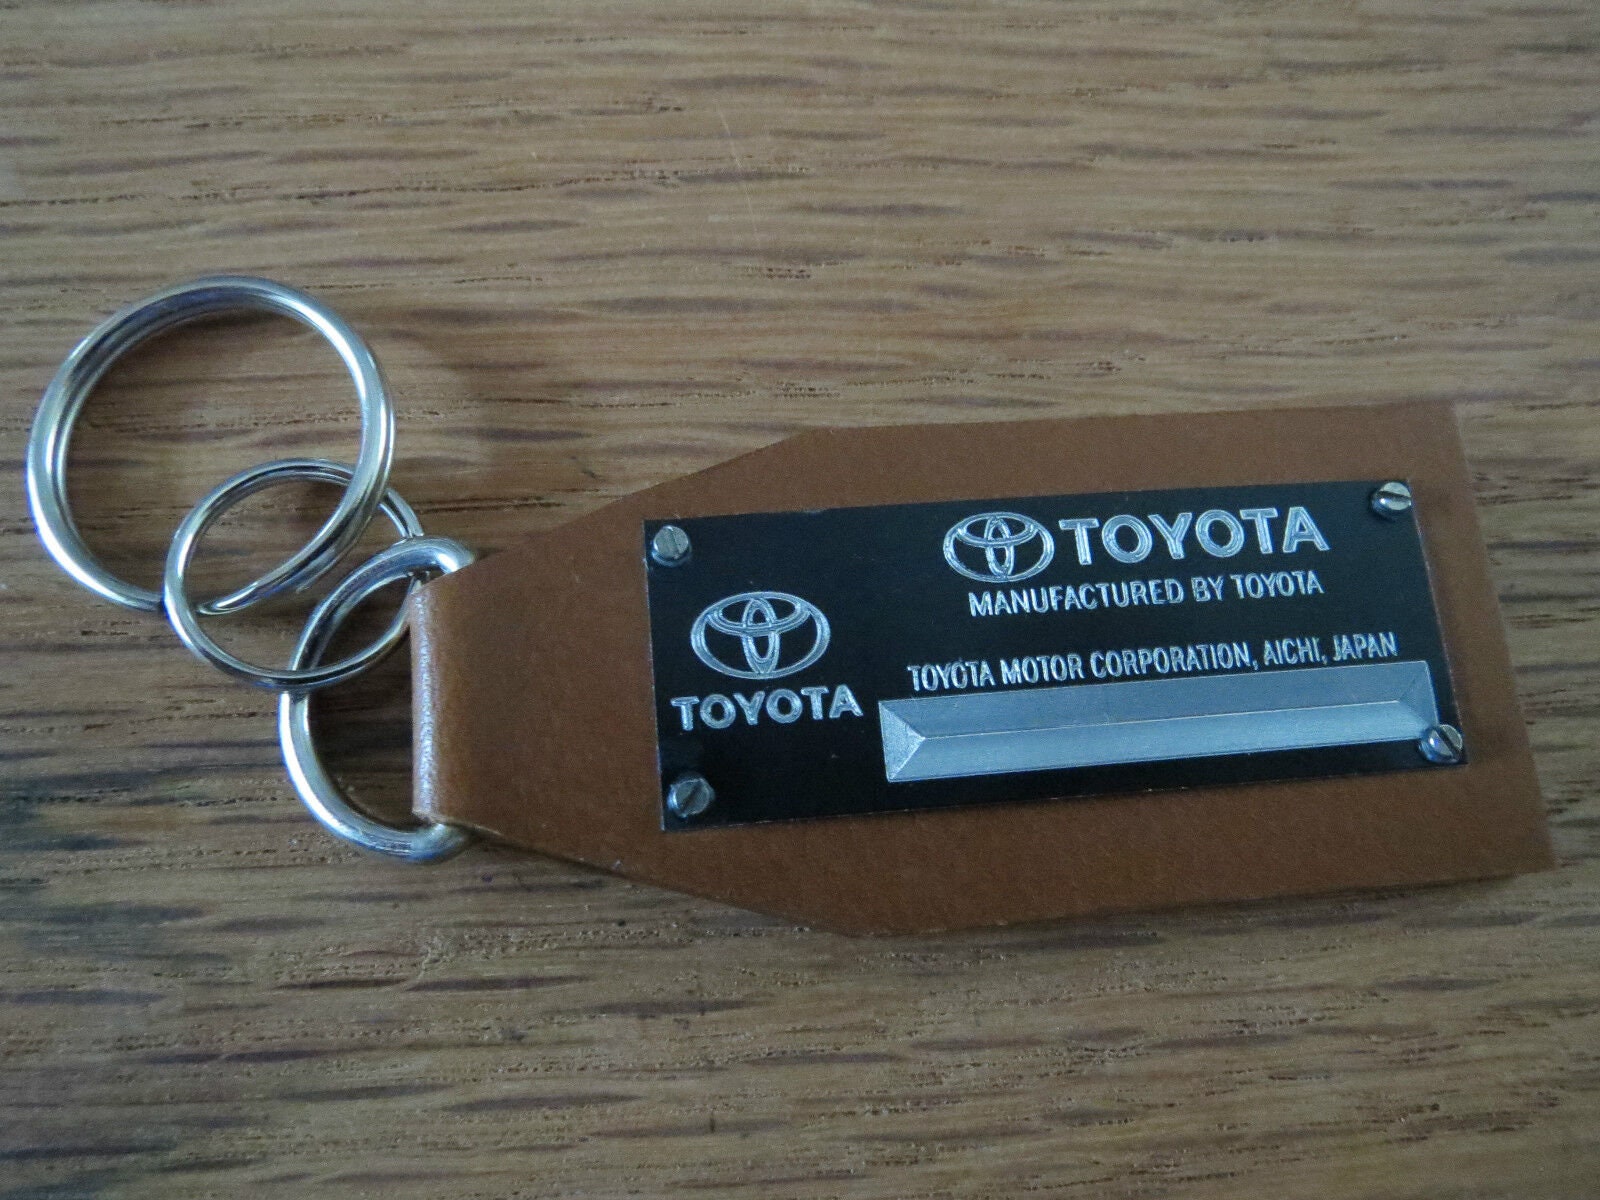 TOYOTA
TOYOTA
MANUFACTURED BY TOYOTA
TOYOTA MOTOR CORPORATION, AICHI, JAPAN